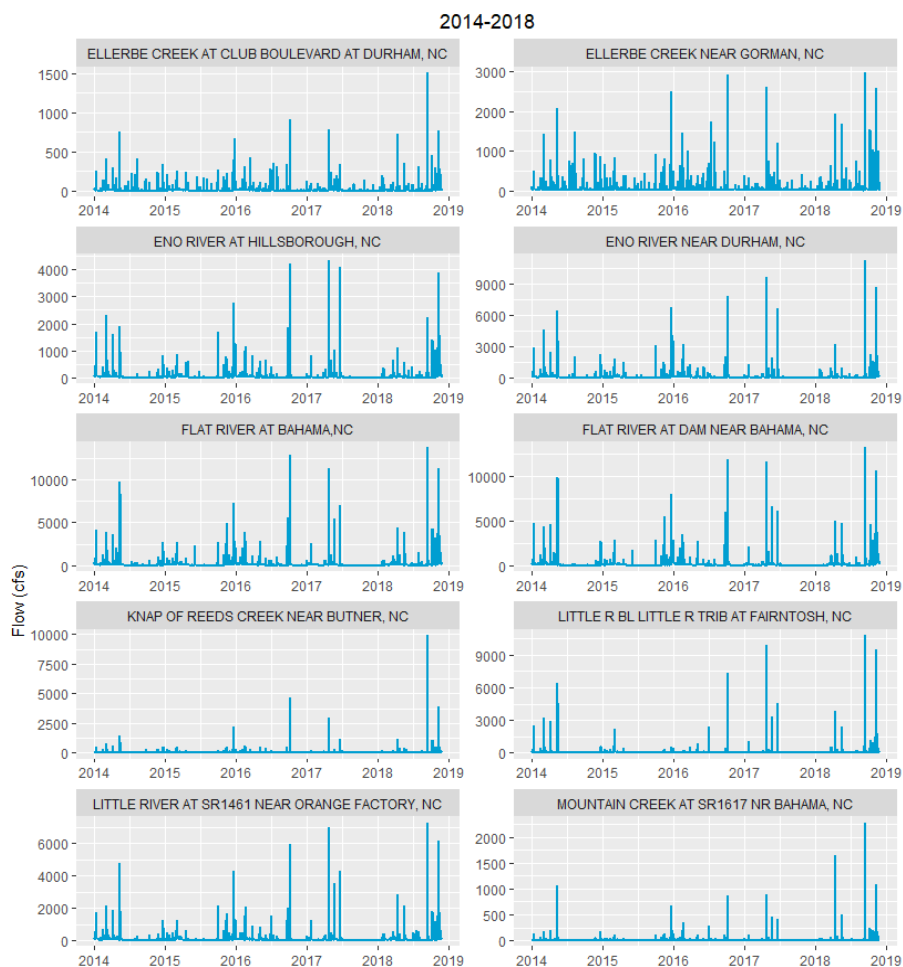 2014-2018
ELLERBE CREEK AT CLUB BOULEVARD AT DURHAM, NC
1500
1000
500
0
2014 2015 2016 2017 2018 2019
ELLERBE CREEK NEAR GORMAN, NC
3000
2000
1000
0
2014 2015 2016 2017 2018 2019
ENO RIVER AT HILLSBOROUGH, NC
4000
3000
2000
1000
0
2014 2015 2016 2017 2018 2019
ENO RIVER NEAR DURHAM, NC
9000
6000
3000
0
2014 2015 2016 2017 2018 2019
FLAT RIVER AT BAHAMA,NC
10000
5000
0
2014 2015 2016 2017 2018 2019
FLAT RIVER AT DAM NEAR BAHAMA, NC
10000
5000
0
2014 2015 2016 2017 2018 2019
Flow (cfs)
KNAP OF REEDS CREEK NEAR BUTNER, NC
10000
7500
5000
2500
0
2014 2015 2016 2017 2018 2019
LITTLE R BL LITTLE R TRIB AT FAIRNTOSH, NC
9000
6000
3000
0
2014 2015 2016 2017 2018 2019
LITTLE RIVER AT SR1461 NEAR ORANGE FACTORY, NC
6000
4000
2000
0
2014 2015 2016 2017 2018 2019
MOUNTAIN CREEK AT SR1617 NR BAHAMA, NC
2000
1500
1000
500
0
2014 2015 2016 2017 2018 2019